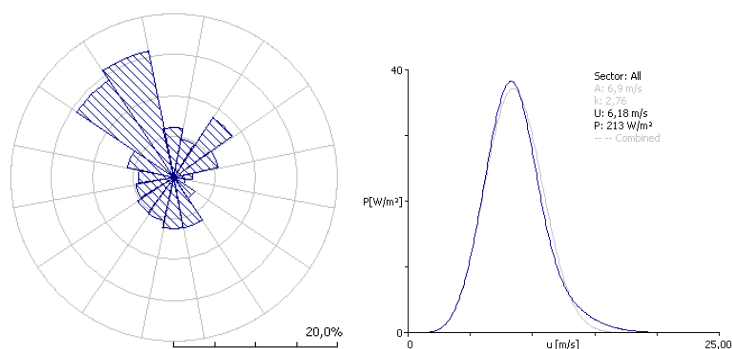 20,0%
40
P[W/m²]
0
0
u [m/s]
25,00
Sector: All
A: 6,9 m/s
k: 2,76
U: 6,18 m/s
P: 213 W/m²
-- -- Combined